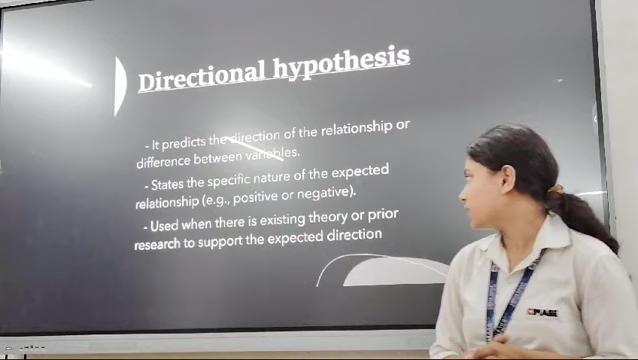 Directional hypothesis
- It predicts the direction of the relationship or
difference between variables.
- States the specific nature of the expected
relationship (e.g., positive or negative).
- Used when there is existing theory or prior
research to support the expected direction